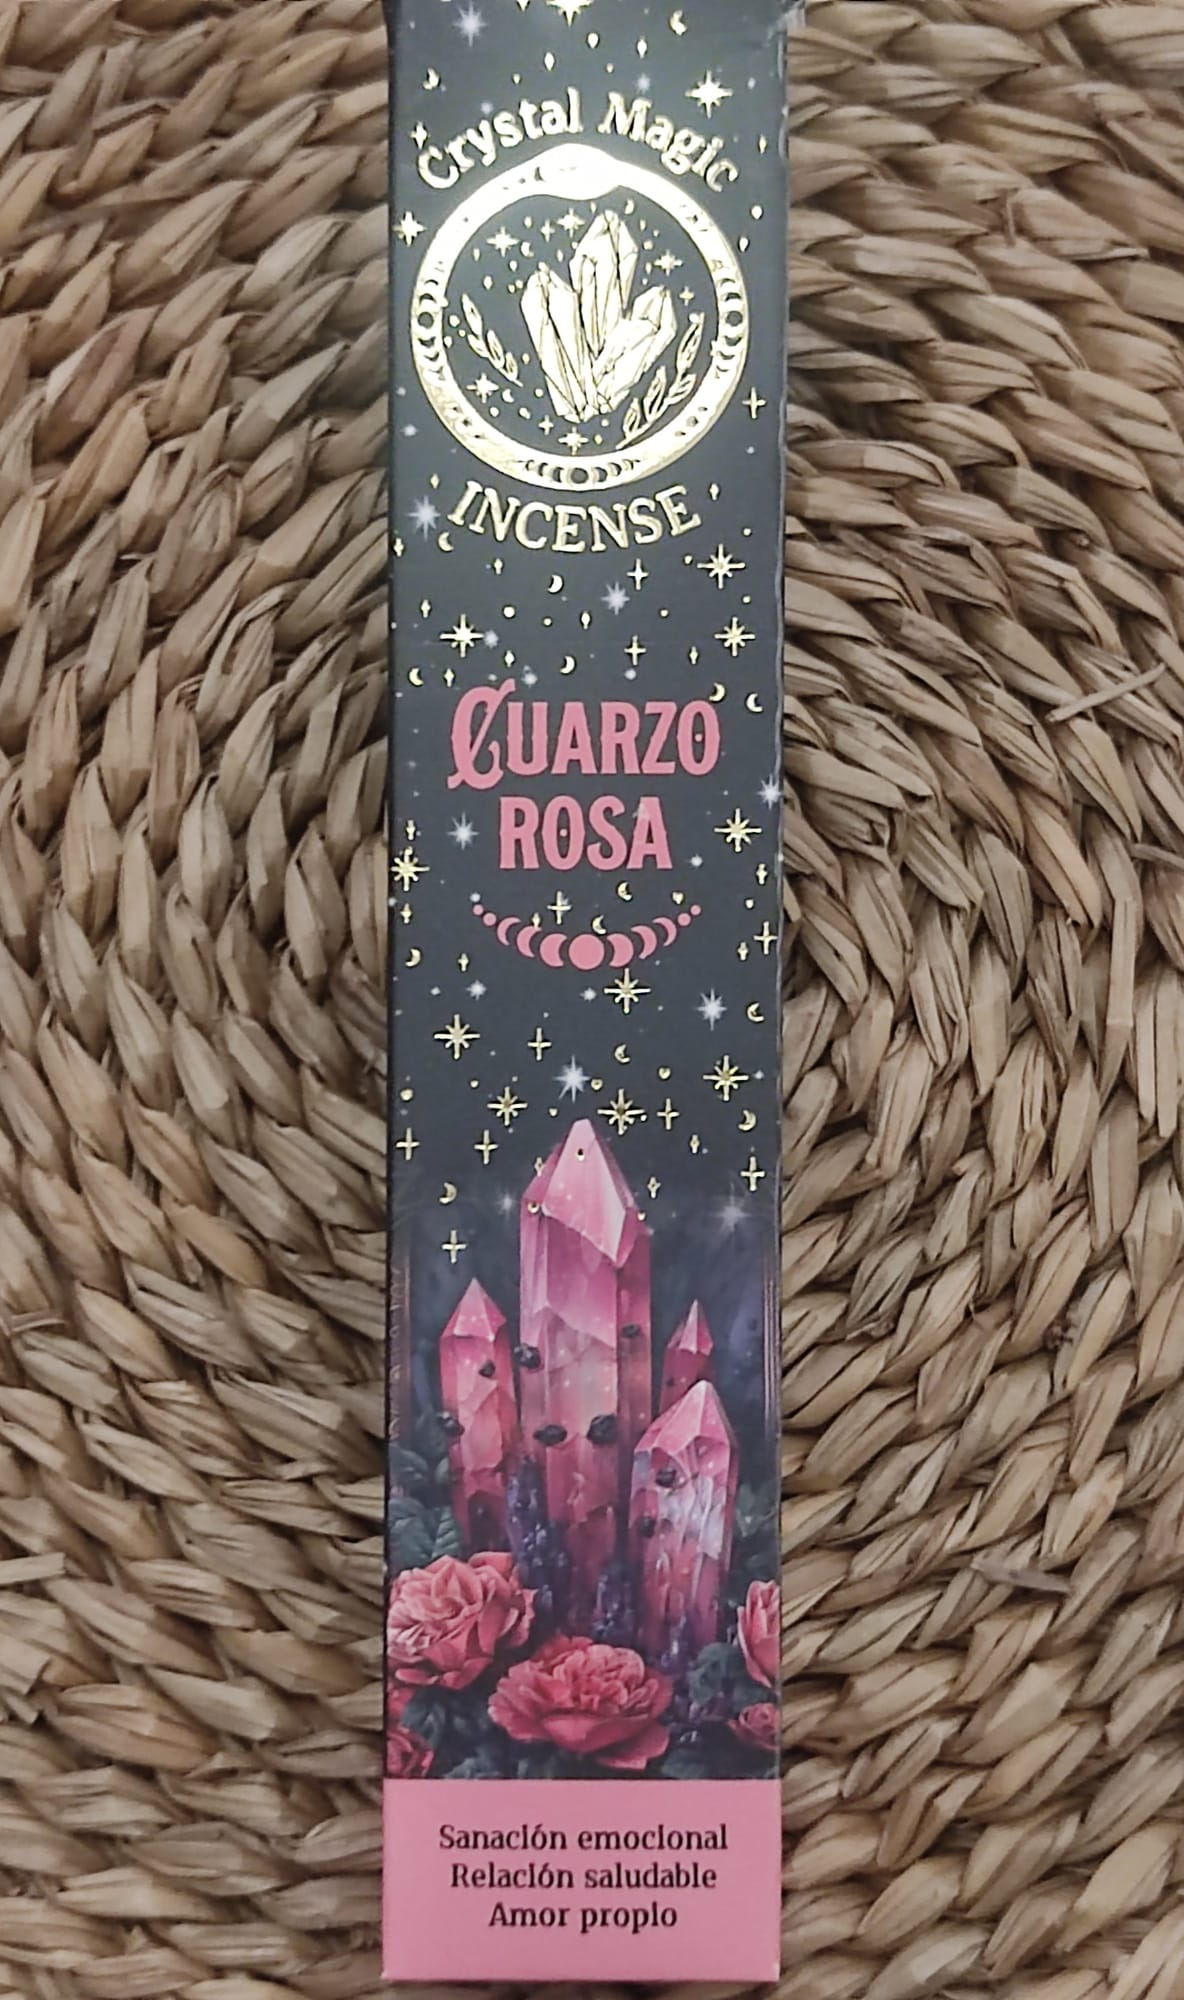 Crystal Magic
INCENSE
CUARZO
ROSA
Sanación emocional
Relación saludable
Amor propio